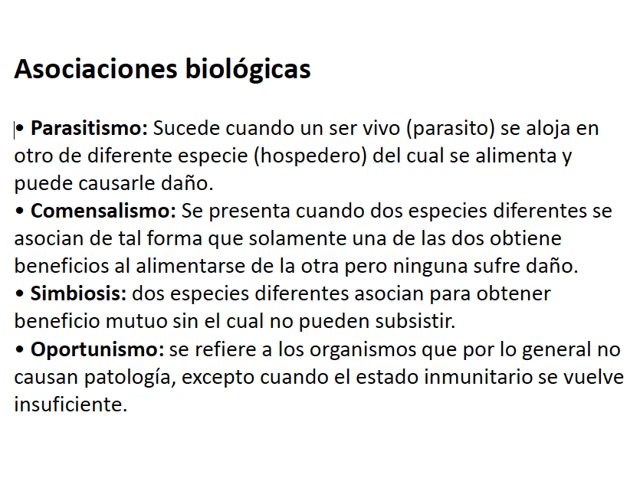 Asociaciones biológicas
• Parasitismo: Sucede cuando un ser vivo (parasito) se aloja en
otro de diferente especie (hospedero) del cual se alimenta y
puede causarle daño.
• Comensalismo: Se presenta cuando dos especies diferentes se
asocian de tal forma que solamente una de las dos obtiene
beneficios al alimentarse de la otra pero ninguna sufre daño.
• Simbiosis: dos especies diferentes asocian para obtener
beneficio mutuo sin el cual no pueden subsistir.
• Oportunismo: se refiere a los organismos que por lo general no
causan patología, excepto cuando el estado inmunitario se vuelve
insuficiente.